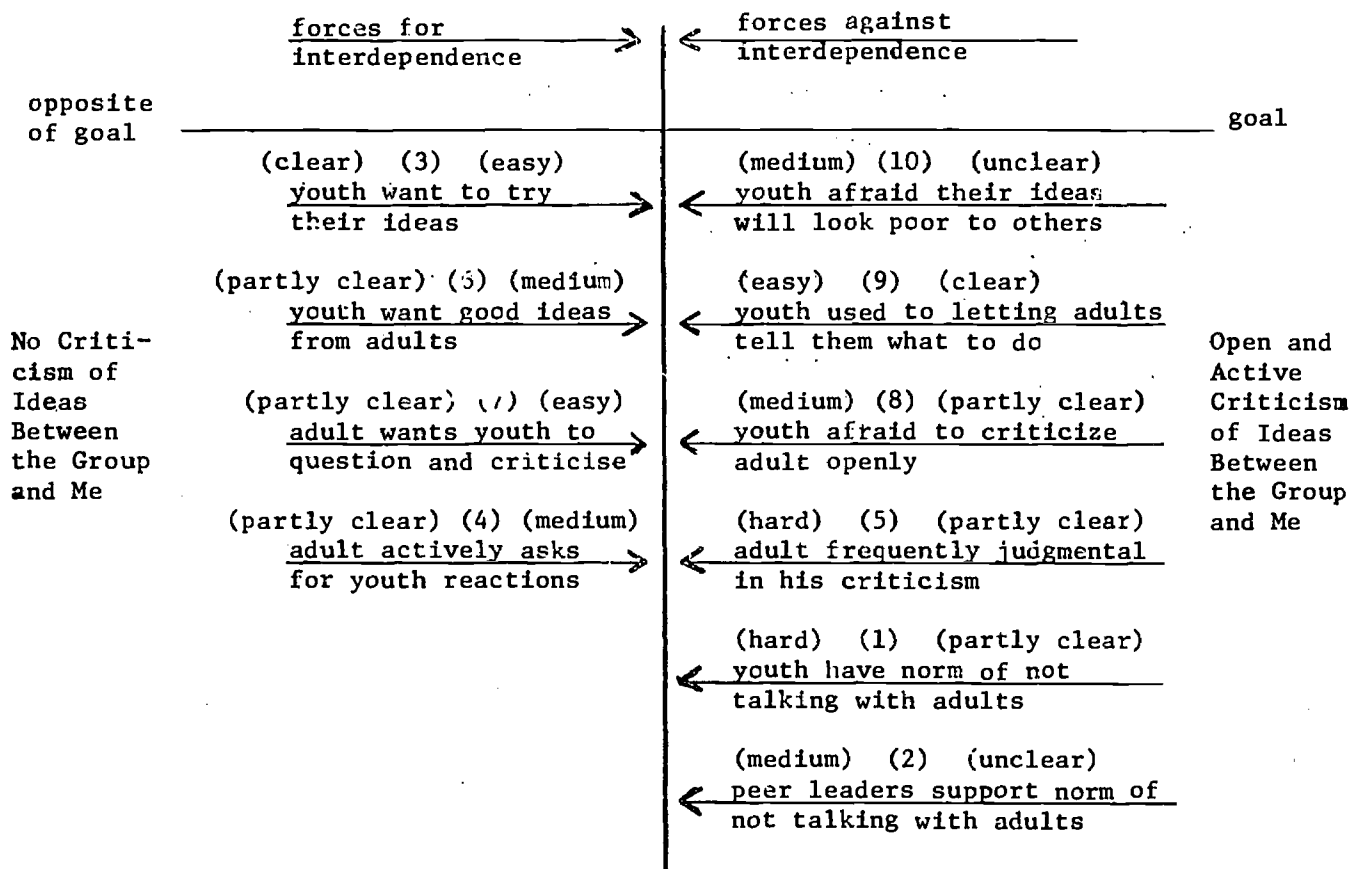 forces for
interdependence
forces against
interdependence
opposite
of goal
goal
(clear) (3) (easy)
youth want to try
their ideas
(medium) (10) (unclear)
youth afraid their ideas
will look poor to others
(partly clear) (6) (medium)
youth want good ideas
from adults
(easy) (9) (clear)
youth used to letting adults
tell them what to do
No Criti-
cism of
Ideas
Between
the Group
and Me
(partly clear) (7) (easy)
adult wants youth to
question and criticise
(medium) (8) (partly clear)
youth afraid to criticize
adult openly
Open and
Active
Criticism
of Ideas
Between
the Group
and Me
(partly clear) (4) (medium)
adult actively asks
for youth reactions
(hard) (5) (partly clear)
adult frequently judgmental
in his criticism
(hard) (1) (partly clear)
youth have norm of not
talking with adults
(medium) (2) (unclear)
peer leaders support norm of
not talking with adults